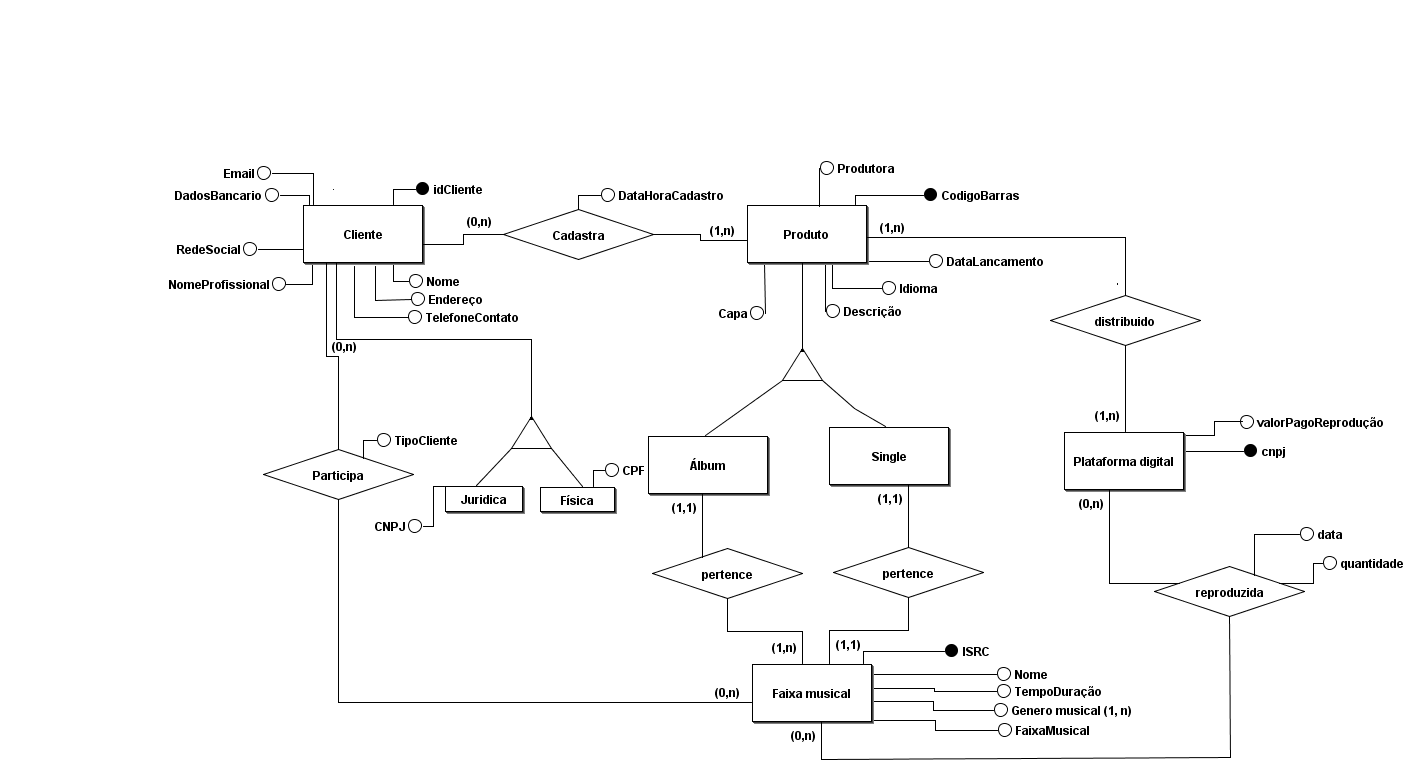 Produtora
Email
DadosBancario
idCliente
DataHoraCadastro
CodigoBarras
(0,n)
(1,n)
(1,n)
Cliente
Cadastra
Produto
RedeSocial
DataLancamento
NomeProfissional
Nome
Idioma
Endereço
TelefoneContato
Capa
Descrição
distribuido
(0,n)
(1,n)
valorPagoReprodução
TipoCliente
cnpj
Álbum
Single
Plataforma digital
Participa
CPF
Juridica
Física
(1,1)
(1,1)
(0,n)
CNPJ
data
quantidade
pertence
pertence
reproduzida
(1,n)
(1,1)
ISRC
Nome
(0,n)
Faixa musical
TempoDuração
Genero musical (1, n)
FaixaMusical
(0,n)